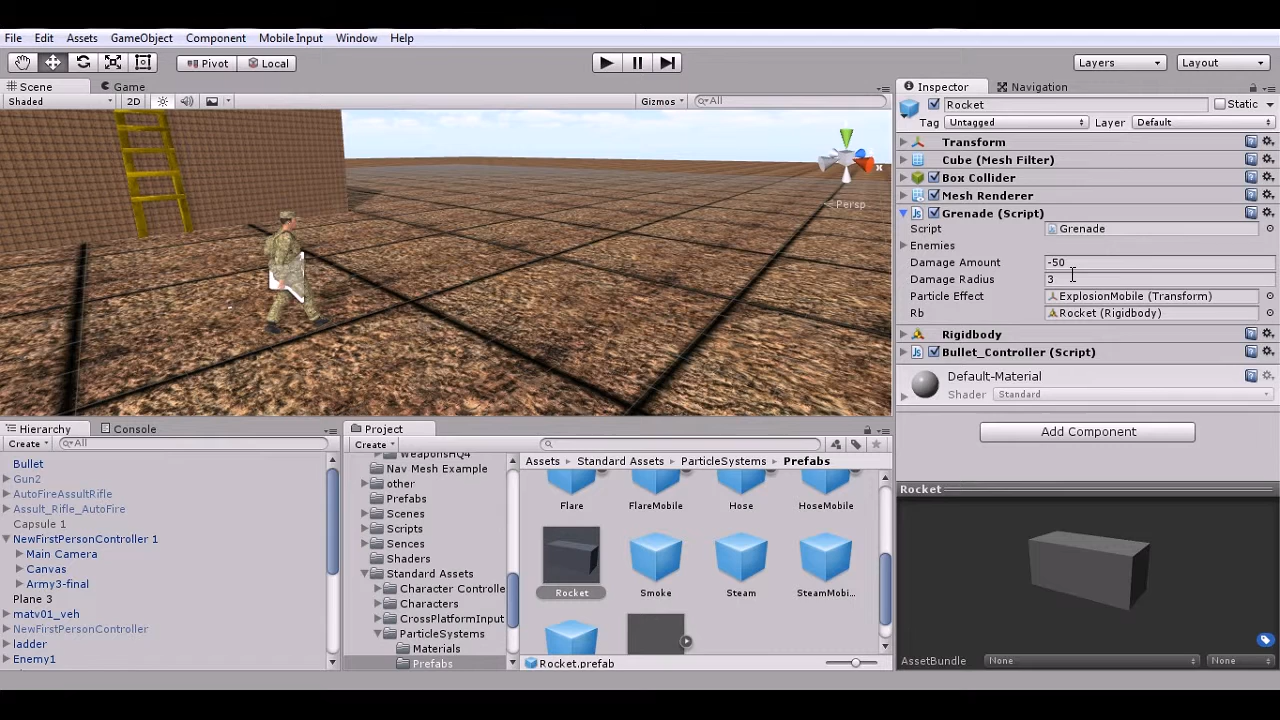 File Edit Assets GameObject Component Mobile Input Window Help
Pivot Local Layers Layout
Scene Game
Shaded 2D Gizmos All
x
Persp
Inspector Navigation
Rocket Static
Tag Untagged Layer Default
Transform
Cube (Mesh Filter)
Box Collider
Mesh Renderer
Grenade (Script)
Script Grenade
Enemies
Damage Amount -50
Damage Radius 3
Particle Effect ExplosionMobile (Transform)
Rb Rocket (Rigidbody)
Rigidbody
Bullet_Controller (Script)
Default-Material
Shader Standard
Add Component
Hierarchy Console
Create All
Bullet
Gun2
AutoFireAssultRifle
Assult_Rifle_AutoFire
Capsule 1
NewFirstPersonController 1
Main Camera
Canvas
Army3-final
Plane 3
matv01_veh
NewFirstPersonController
ladder
Enemy1
Project
Create
WeaponsHQ4
Nav Mesh Example
other
Prefabs
Scenes
Scripts
Sences
Shaders
Standard Assets
Character Controlle
Characters
CrossPlatformInput
ParticleSystems
Materials
Prefabs
Assets Standard Assets ParticleSystems Prefabs
Flare FlareMobile Hose HoseMobile
Rocket Smoke Steam SteamMobi...
Rocket.prefab
Rocket
AssetBundle None None